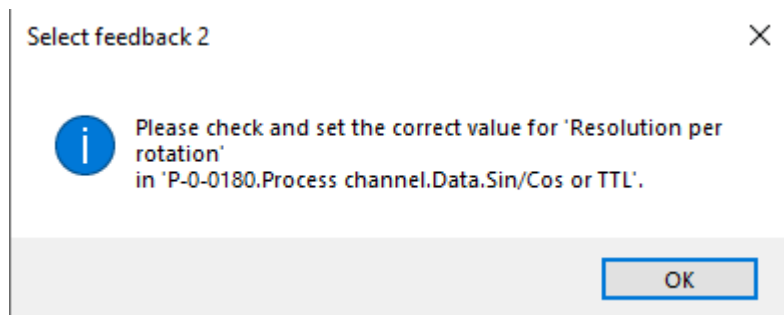 Select feedback 2
Please check and set the correct value for 'Resolution per
rotation'
in 'P-0-0180.Process channel.Data.Sin/Cos or TTL'.
OK